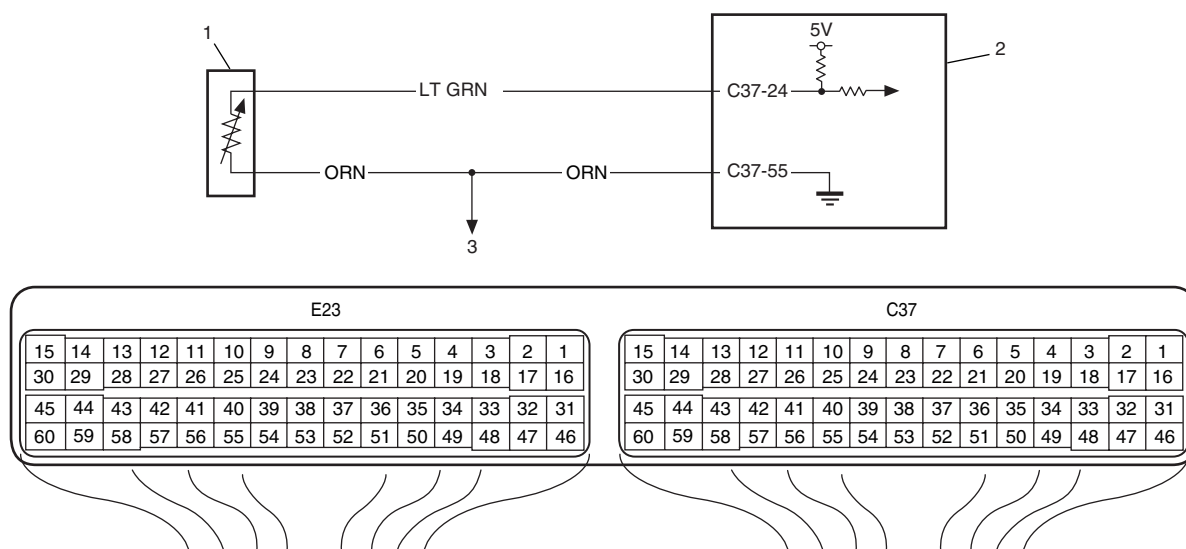 1
5V
2
LT GRN
C37-24
ORN
ORN
C37-55
3
E23
15 14 13 12 11 10 9 8 7 6 5 4 3 2 1
30 29 28 27 26 25 24 23 22 21 20 19 18 17 16
45 44 43 42 41 40 39 38 37 36 35 34 33 32 31
60 59 58 57 56 55 54 53 52 51 50 49 48 47 46
C37
15 14 13 12 11 10 9 8 7 6 5 4 3 2 1
30 29 28 27 26 25 24 23 22 21 20 19 18 17 16
45 44 43 42 41 40 39 38 37 36 35 34 33 32 31
60 59 58 57 56 55 54 53 52 51 50 49 48 47 46